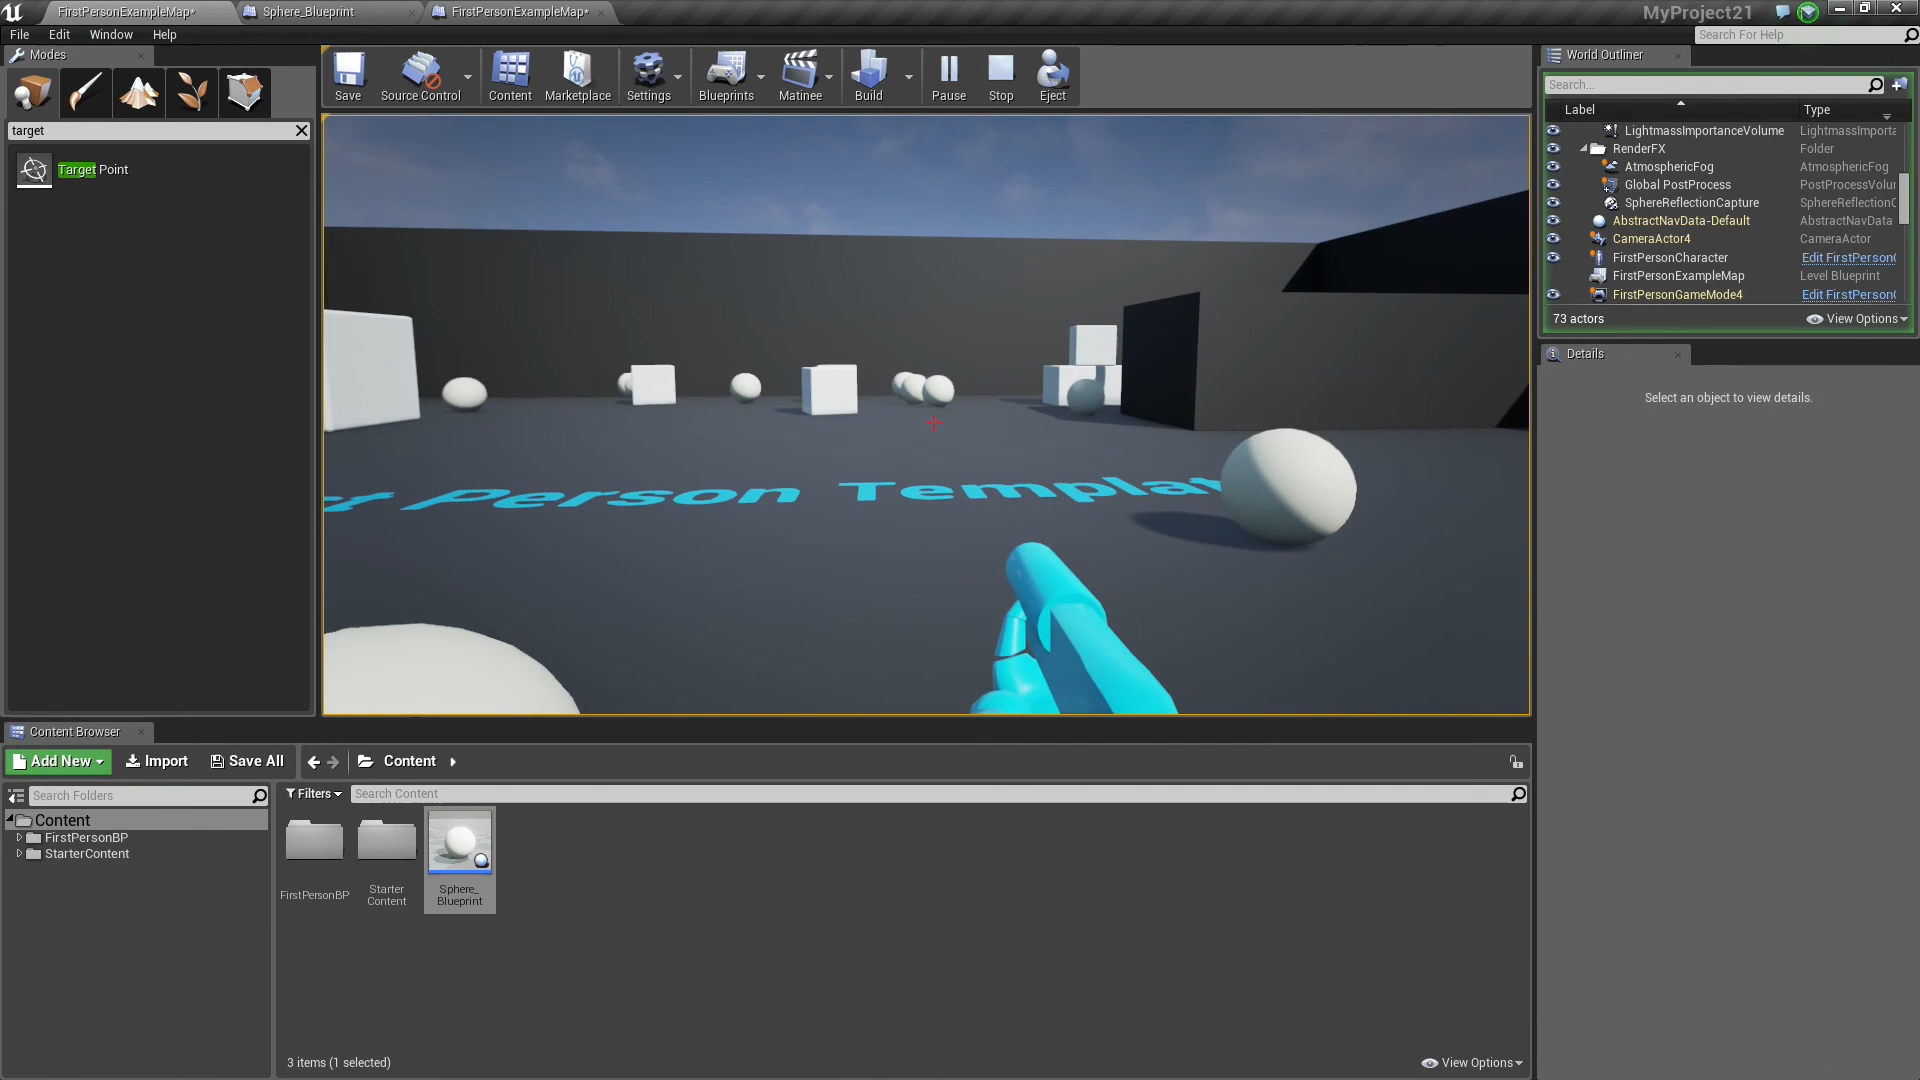 FirstPersonExampleMap*
Sphere_Blueprint
FirstPersonExampleMap*
MyProject21
File Edit Window Help
Search For Help
Modes
Save
Source Control
Content
Marketplace
Settings
Blueprints
Matinee
Build
Pause
Stop
Eject
target
Target Point
Person Templa
World Outliner
Search...
Label Type
LightmassImportanceVolume LightmassImporta
RenderFX Folder
AtmosphericFog AtmosphericFog
Global PostProcess PostProcessVolu
SphereReflectionCapture SphereReflectionC
AbstractNavData-Default AbstractNavData
CameraActor4 CameraActor
FirstPersonCharacter Edit FirstPersonC
FirstPersonExampleMap Level Blueprint
FirstPersonGameMode4 Edit FirstPersonG
73 actors
View Options
Details
Select an object to view details.
Content Browser
Add New Import Save All Content
Search Folders
Filters
Search Content
Content
FirstPersonBP
StarterContent
FirstPersonBP
Starter
Content
Sphere_
Blueprint
3 items (1 selected)
View Options